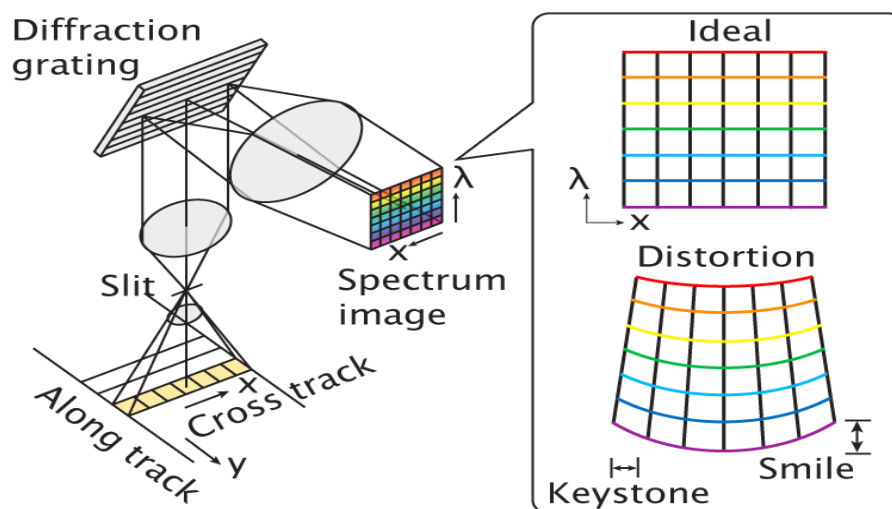 Diffraction
grating
Slit
Along track
y
Cross track
x
Spectrum
image
x
λ
Ideal
λ
x
Distortion
Keystone
Smile